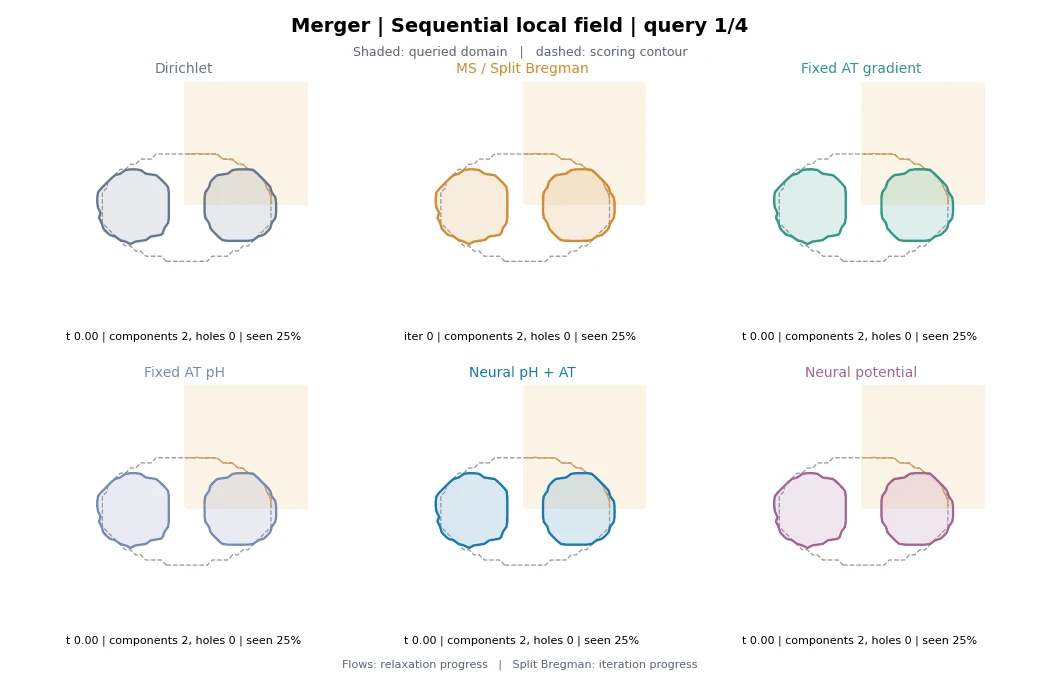 Merger | Sequential local field | query 1/4
Shaded: queried domain | dashed: scoring contour
Dirichlet
MS / Split Bregman
Fixed AT gradient
t 0.00 | components 2, holes 0 | seen 25%
iter 0 | components 2, holes 0 | seen 25%
t 0.00 | components 2, holes 0 | seen 25%
Fixed AT pH
Neural pH + AT
Neural potential
t 0.00 | components 2, holes 0 | seen 25%
t 0.00 | components 2, holes 0 | seen 25%
t 0.00 | components 2, holes 0 | seen 25%
Flows: relaxation progress | Split Bregman: iteration progress